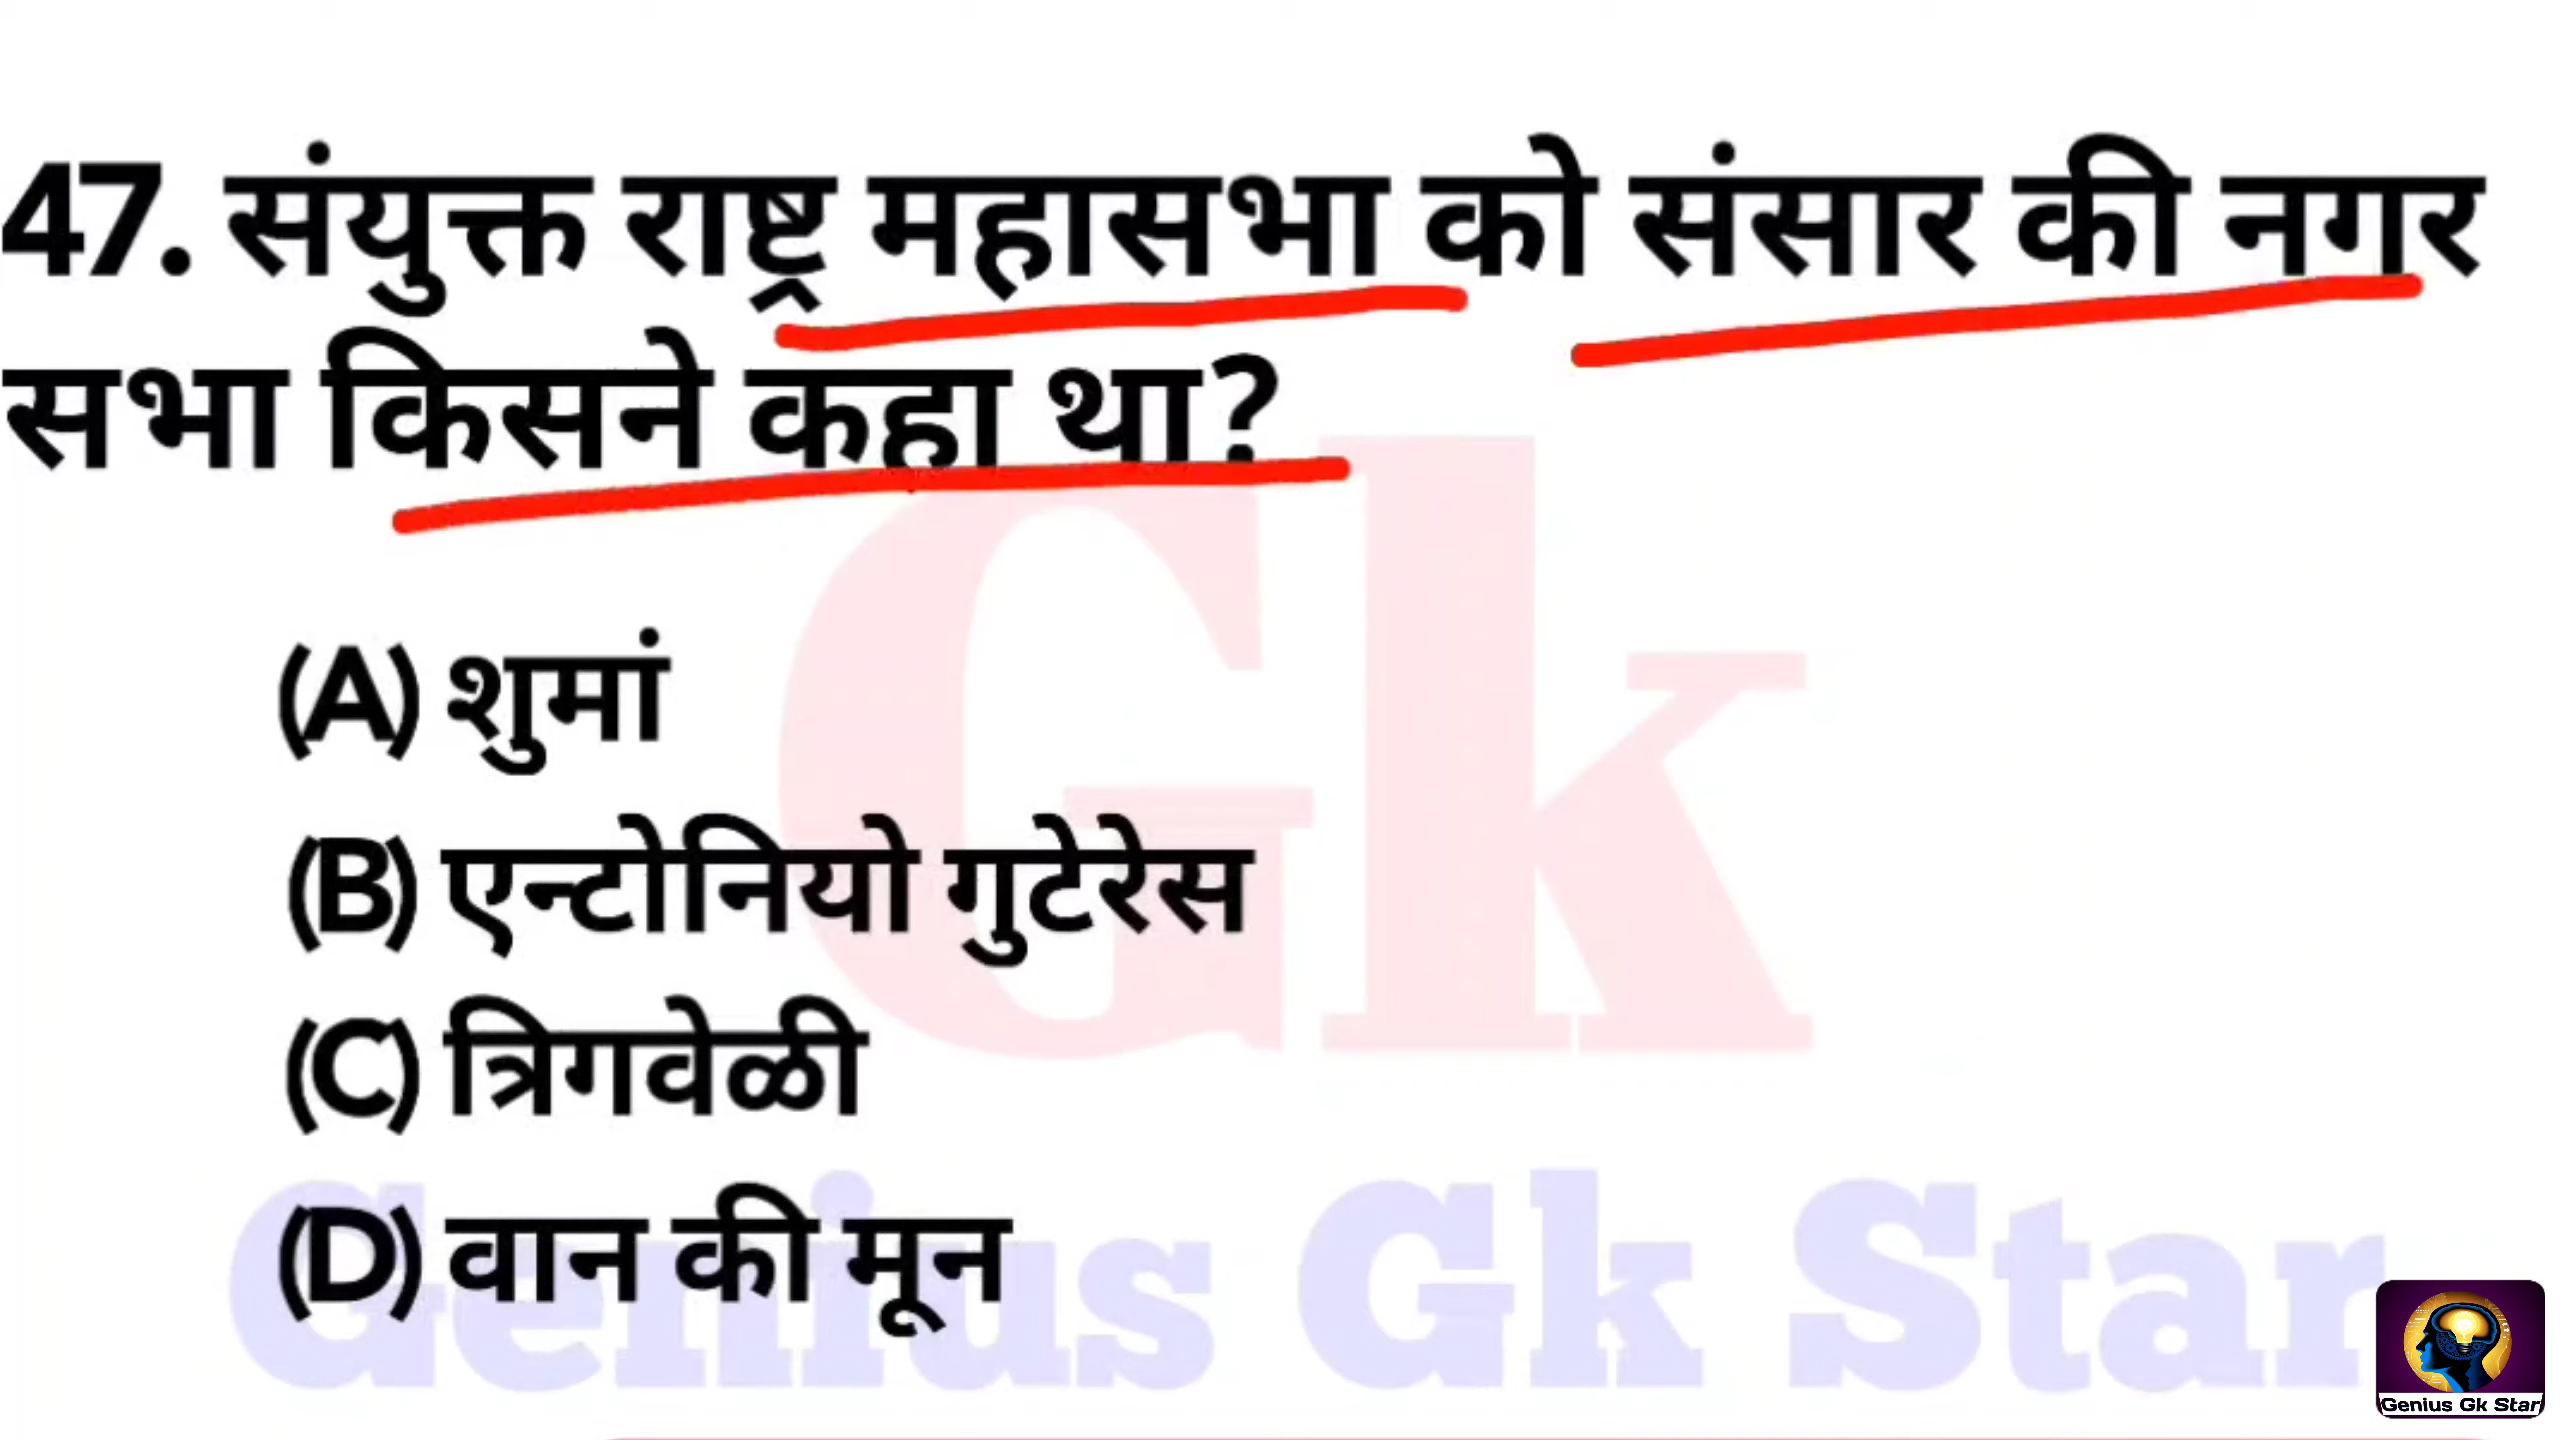 47. संयुक्त राष्ट्र महासभा को संसार की नगर
सभा किसने कहा था?
Gk
(A) शुमां
(B) एन्टोनियो गुटेरेस
(C) त्रिगवेळी
(D) वान की मून
Genius Gk Star
Genius Gk Star